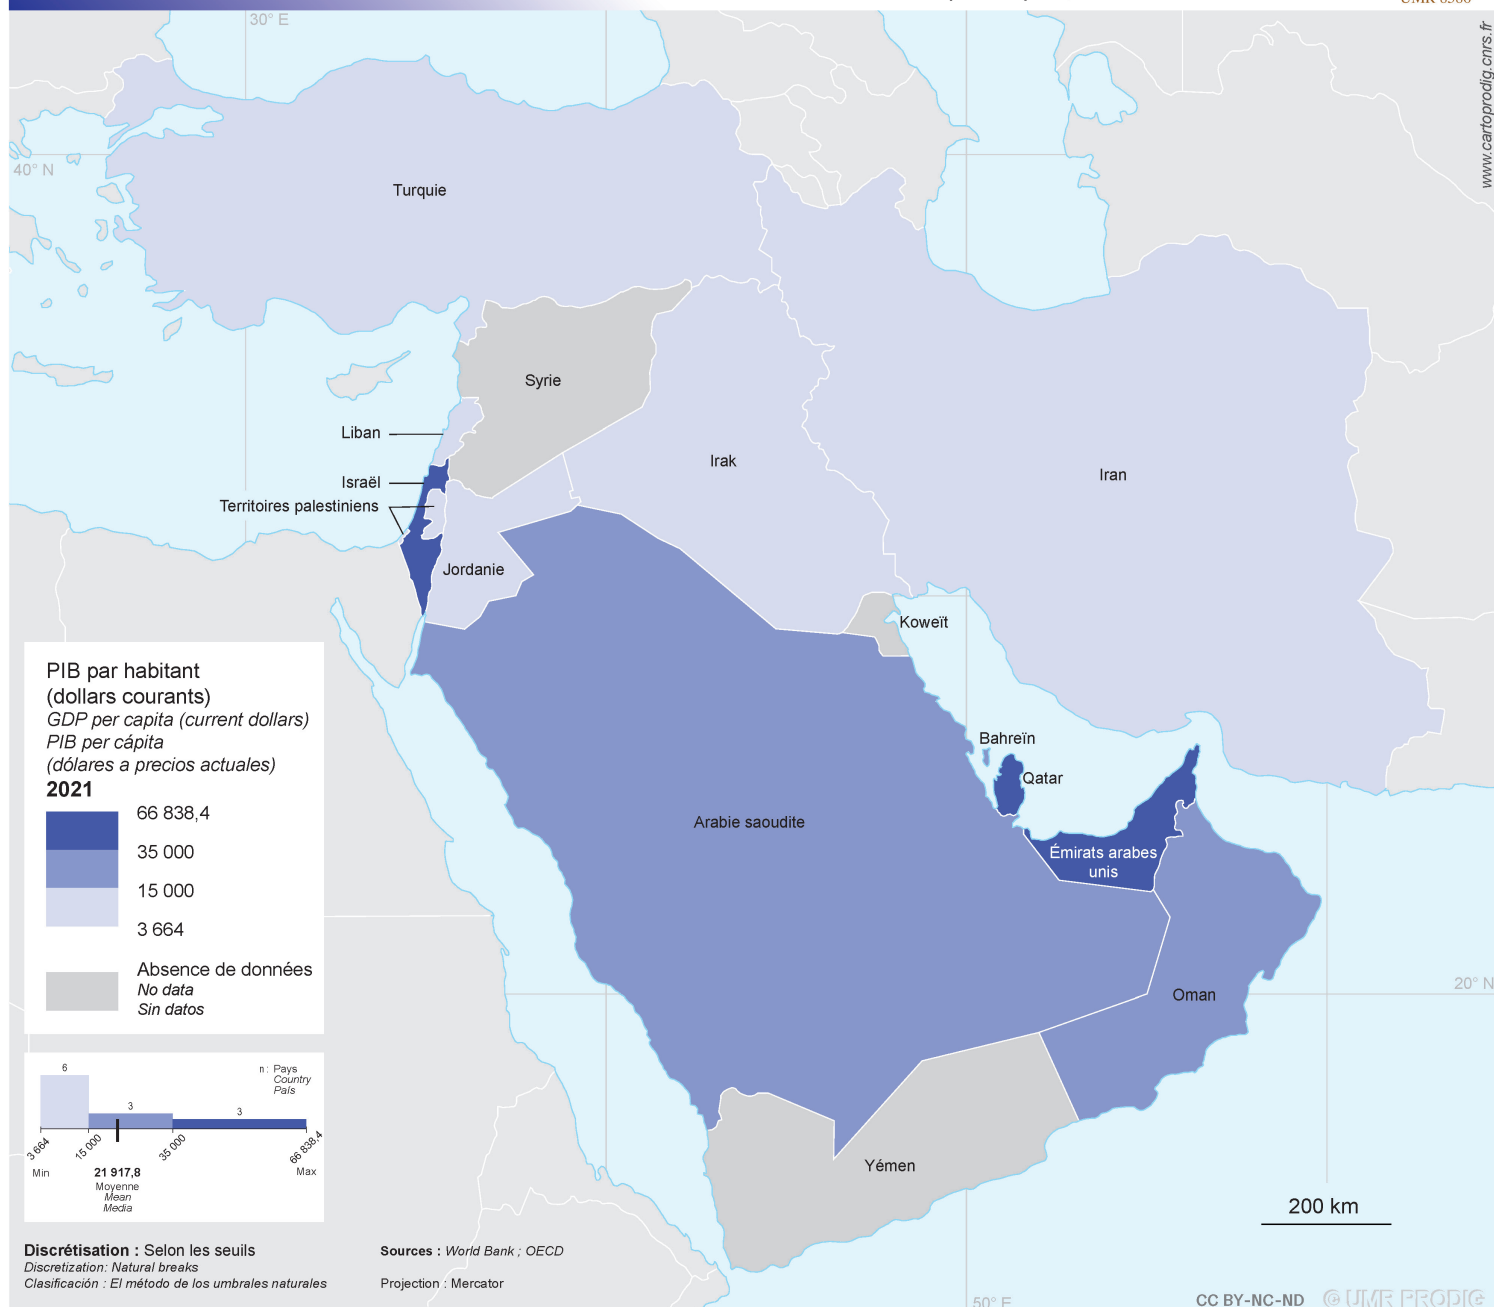 UMR 8586
30° E
www.cartoprodig.cnrs.fr
40° N
Turquie
Syrie
Liban
Irak
Iran
Israël
Territoires palestiniens
Jordanie
Koweït
Bahreïn
Qatar
Arabie saoudite
Émirats arabes
unis
Oman
20° N
Yémen
PIB par habitant
(dollars courants)
GDP per capita (current dollars)
PIB per cápita
(dólares a precios actuales)
2021
66 838,4
35 000
15 000
3 664
Absence de données
No data
Sin datos
6
3
3
n : Pays
Country
País
3 664
15 000
35 000
66 838,4
Min
21 917,8
Max
Moyenne
Mean
Media
200 km
Discrétisation : Selon les seuils
Discretization: Natural breaks
Clasificación : El método de los umbrales naturales
Sources : World Bank ; OECD
Projection : Mercator
50° E
CC BY-NC-ND © UMR PRODIG